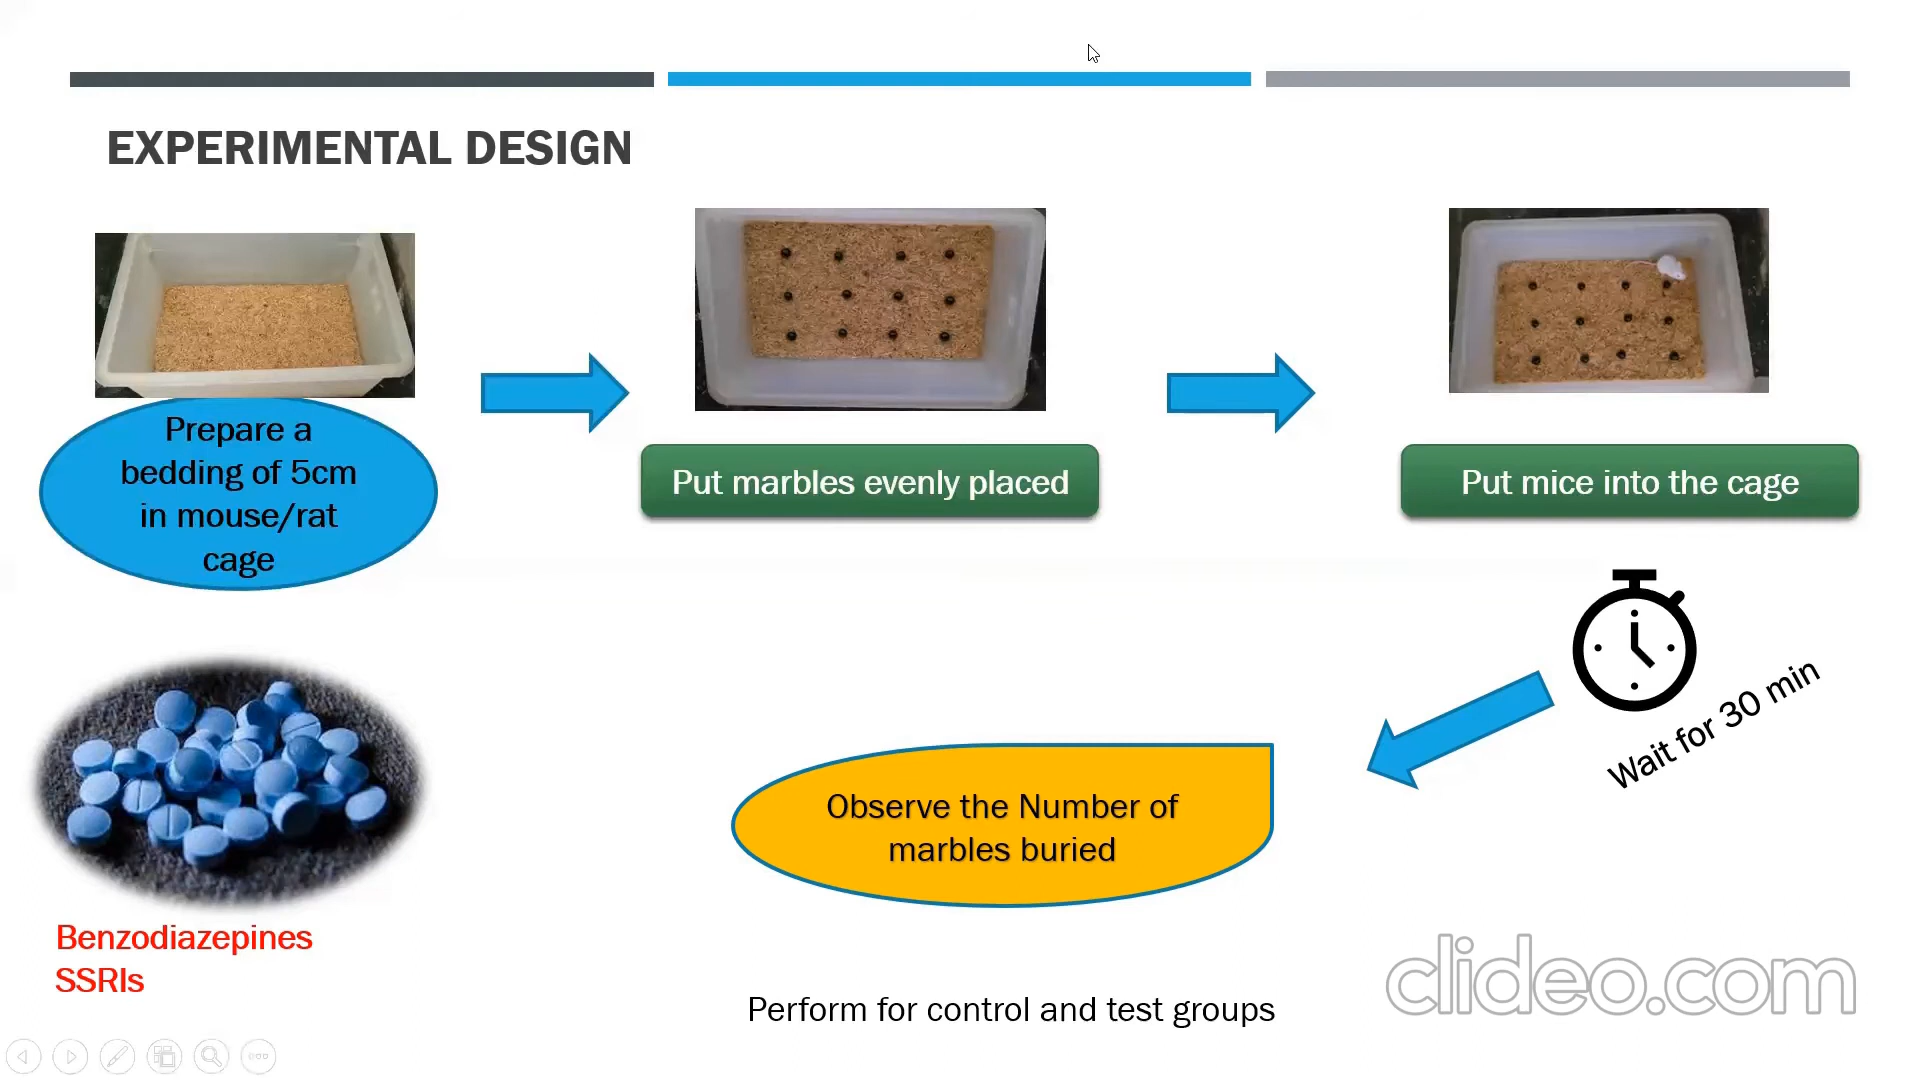 EXPERIMENTAL DESIGN
Prepare a
bedding of 5cm
in mouse/rat
cage
Put marbles evenly placed
Put mice into the cage
Wait for 30 min
Observe the Number of
marbles buried
Benzodiazepines
SSRIs
Perform for control and test groups
clideo.com